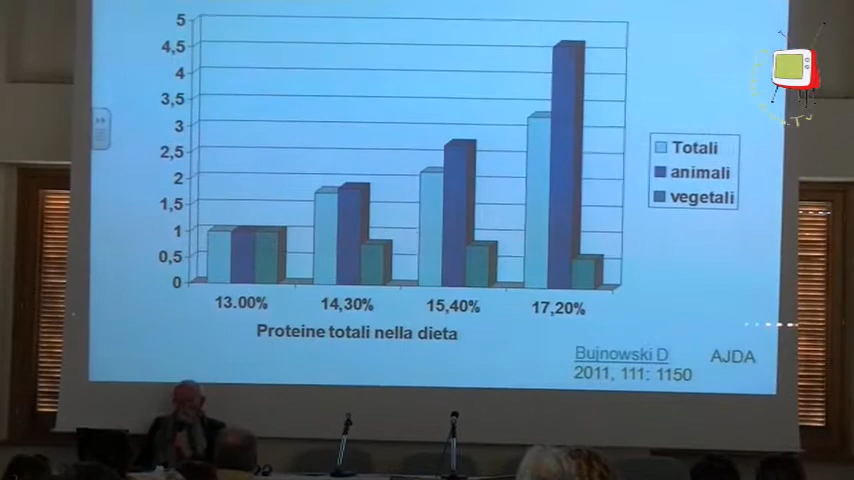 5
4,5
4
3,5
3
2,5
2
1,5
1
0,5
0
Totali
animali
vegetali
13.00% 14,30% 15,40% 17,20%
Proteine totali nella dieta
Bujnowski D AJDA
2011, 111: 1150